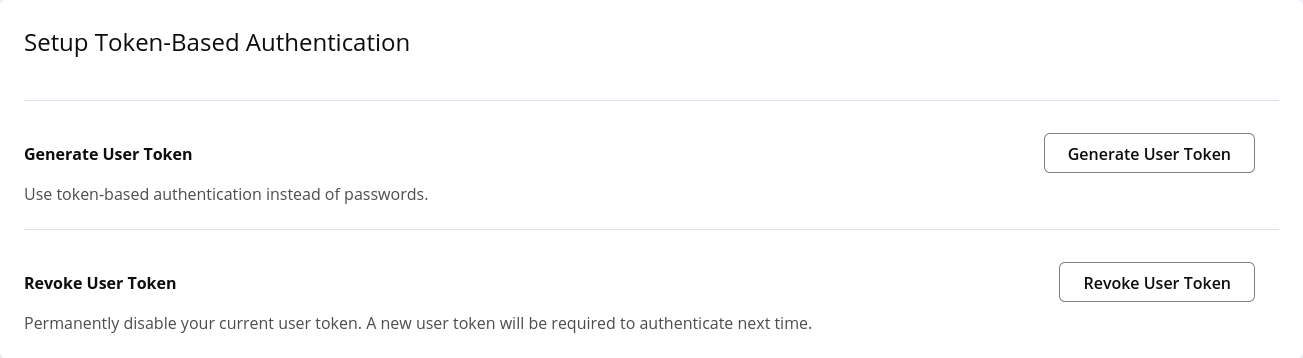 Setup Token-Based Authentication
Generate User Token
Generate User Token
Use token-based authentication instead of passwords.
Revoke User Token
Revoke User Token
Permanently disable your current user token. A new user token will be required to authenticate next time.